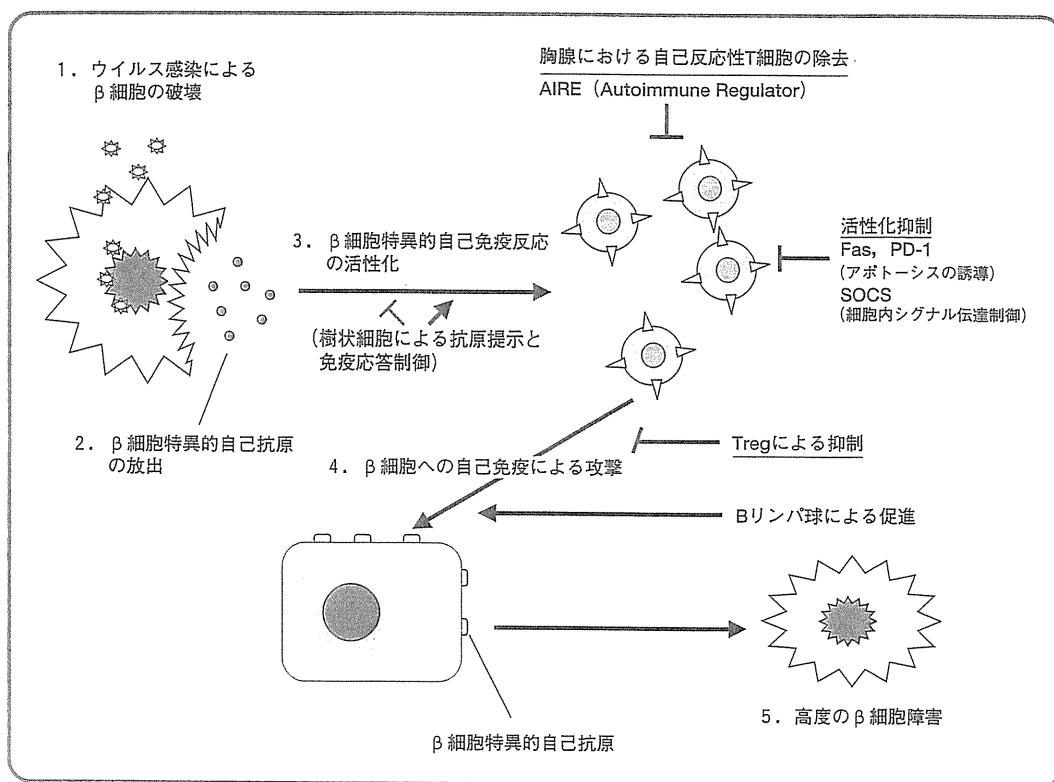 1．ウイルス感染による
β細胞の破壊
胸腺における自己反応性T細胞の除去
AIRE（Autoimmune Regulator）
3．β細胞特異的自己免疫反応
の活性化
活性化抑制
Fas，PD-1
(アポトーシスの誘導)
SOCS
(細胞内シグナル伝達制御)
(樹状細胞による抗原提示と
免疫応答制御)
2．β細胞特異的自己抗原
の放出
Tregによる抑制
4．β細胞への自己免疫による攻撃
Bリンパ球による促進
5．高度のβ細胞障害
β細胞特異的自己抗原